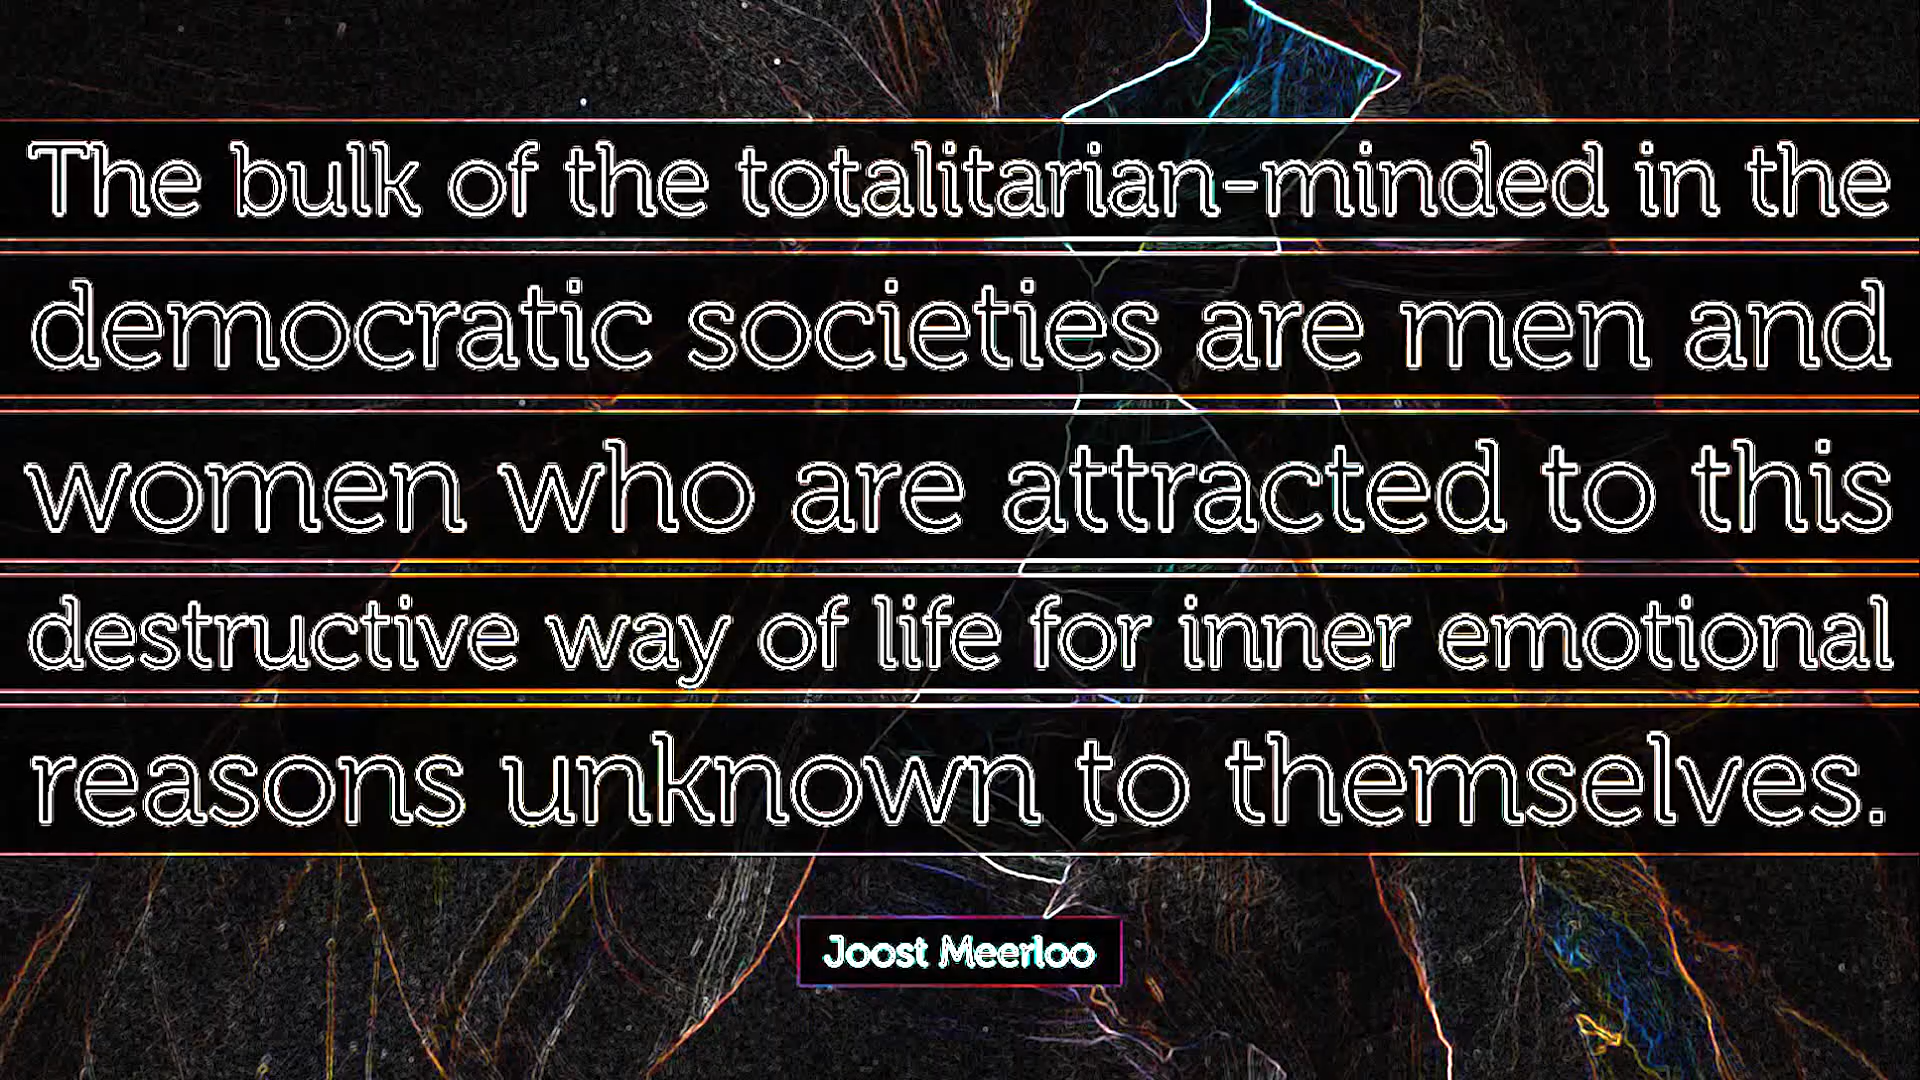 The bulk of the totalitarian-minded in the
democratic societies are men and
women who are attracted to this
destructive way of life for inner emotional
reasons unknown to themselves.
Joost Meerloo